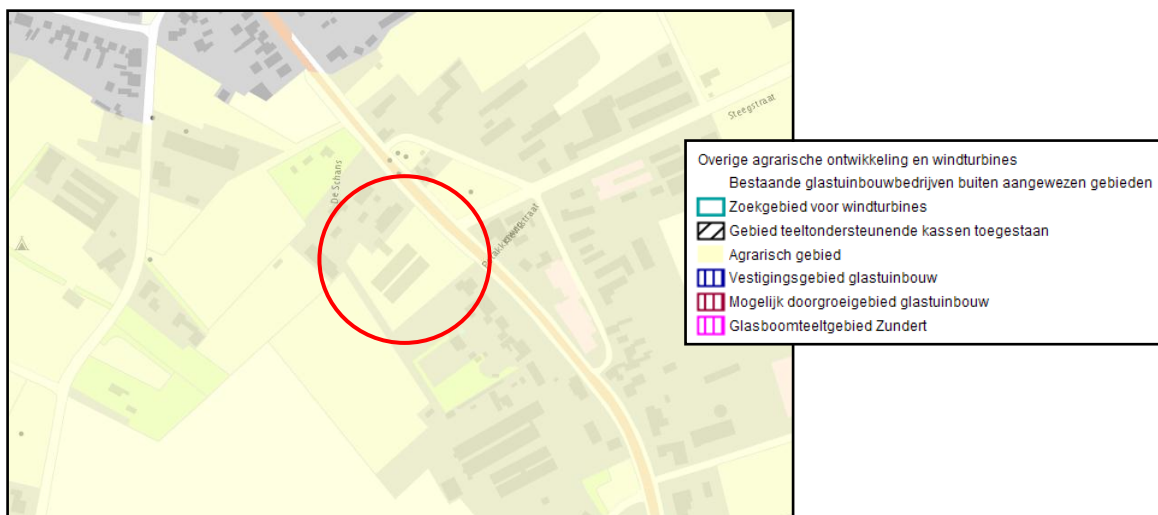 Steegstraat
De Schans
Overige agrarische ontwikkeling en windturbines
Bestaande glastuinbouwbedrijven buiten aangewezen gebieden
Zoekgebied voor windturbines
Gebied teeltondersteunende kassen toegestaan
Agrarisch gebied
Vestigingsgebied glastuinbouw
Mogelijk doorgroeigebied glastuinbouw
Glasboomteeltgebied Zundert